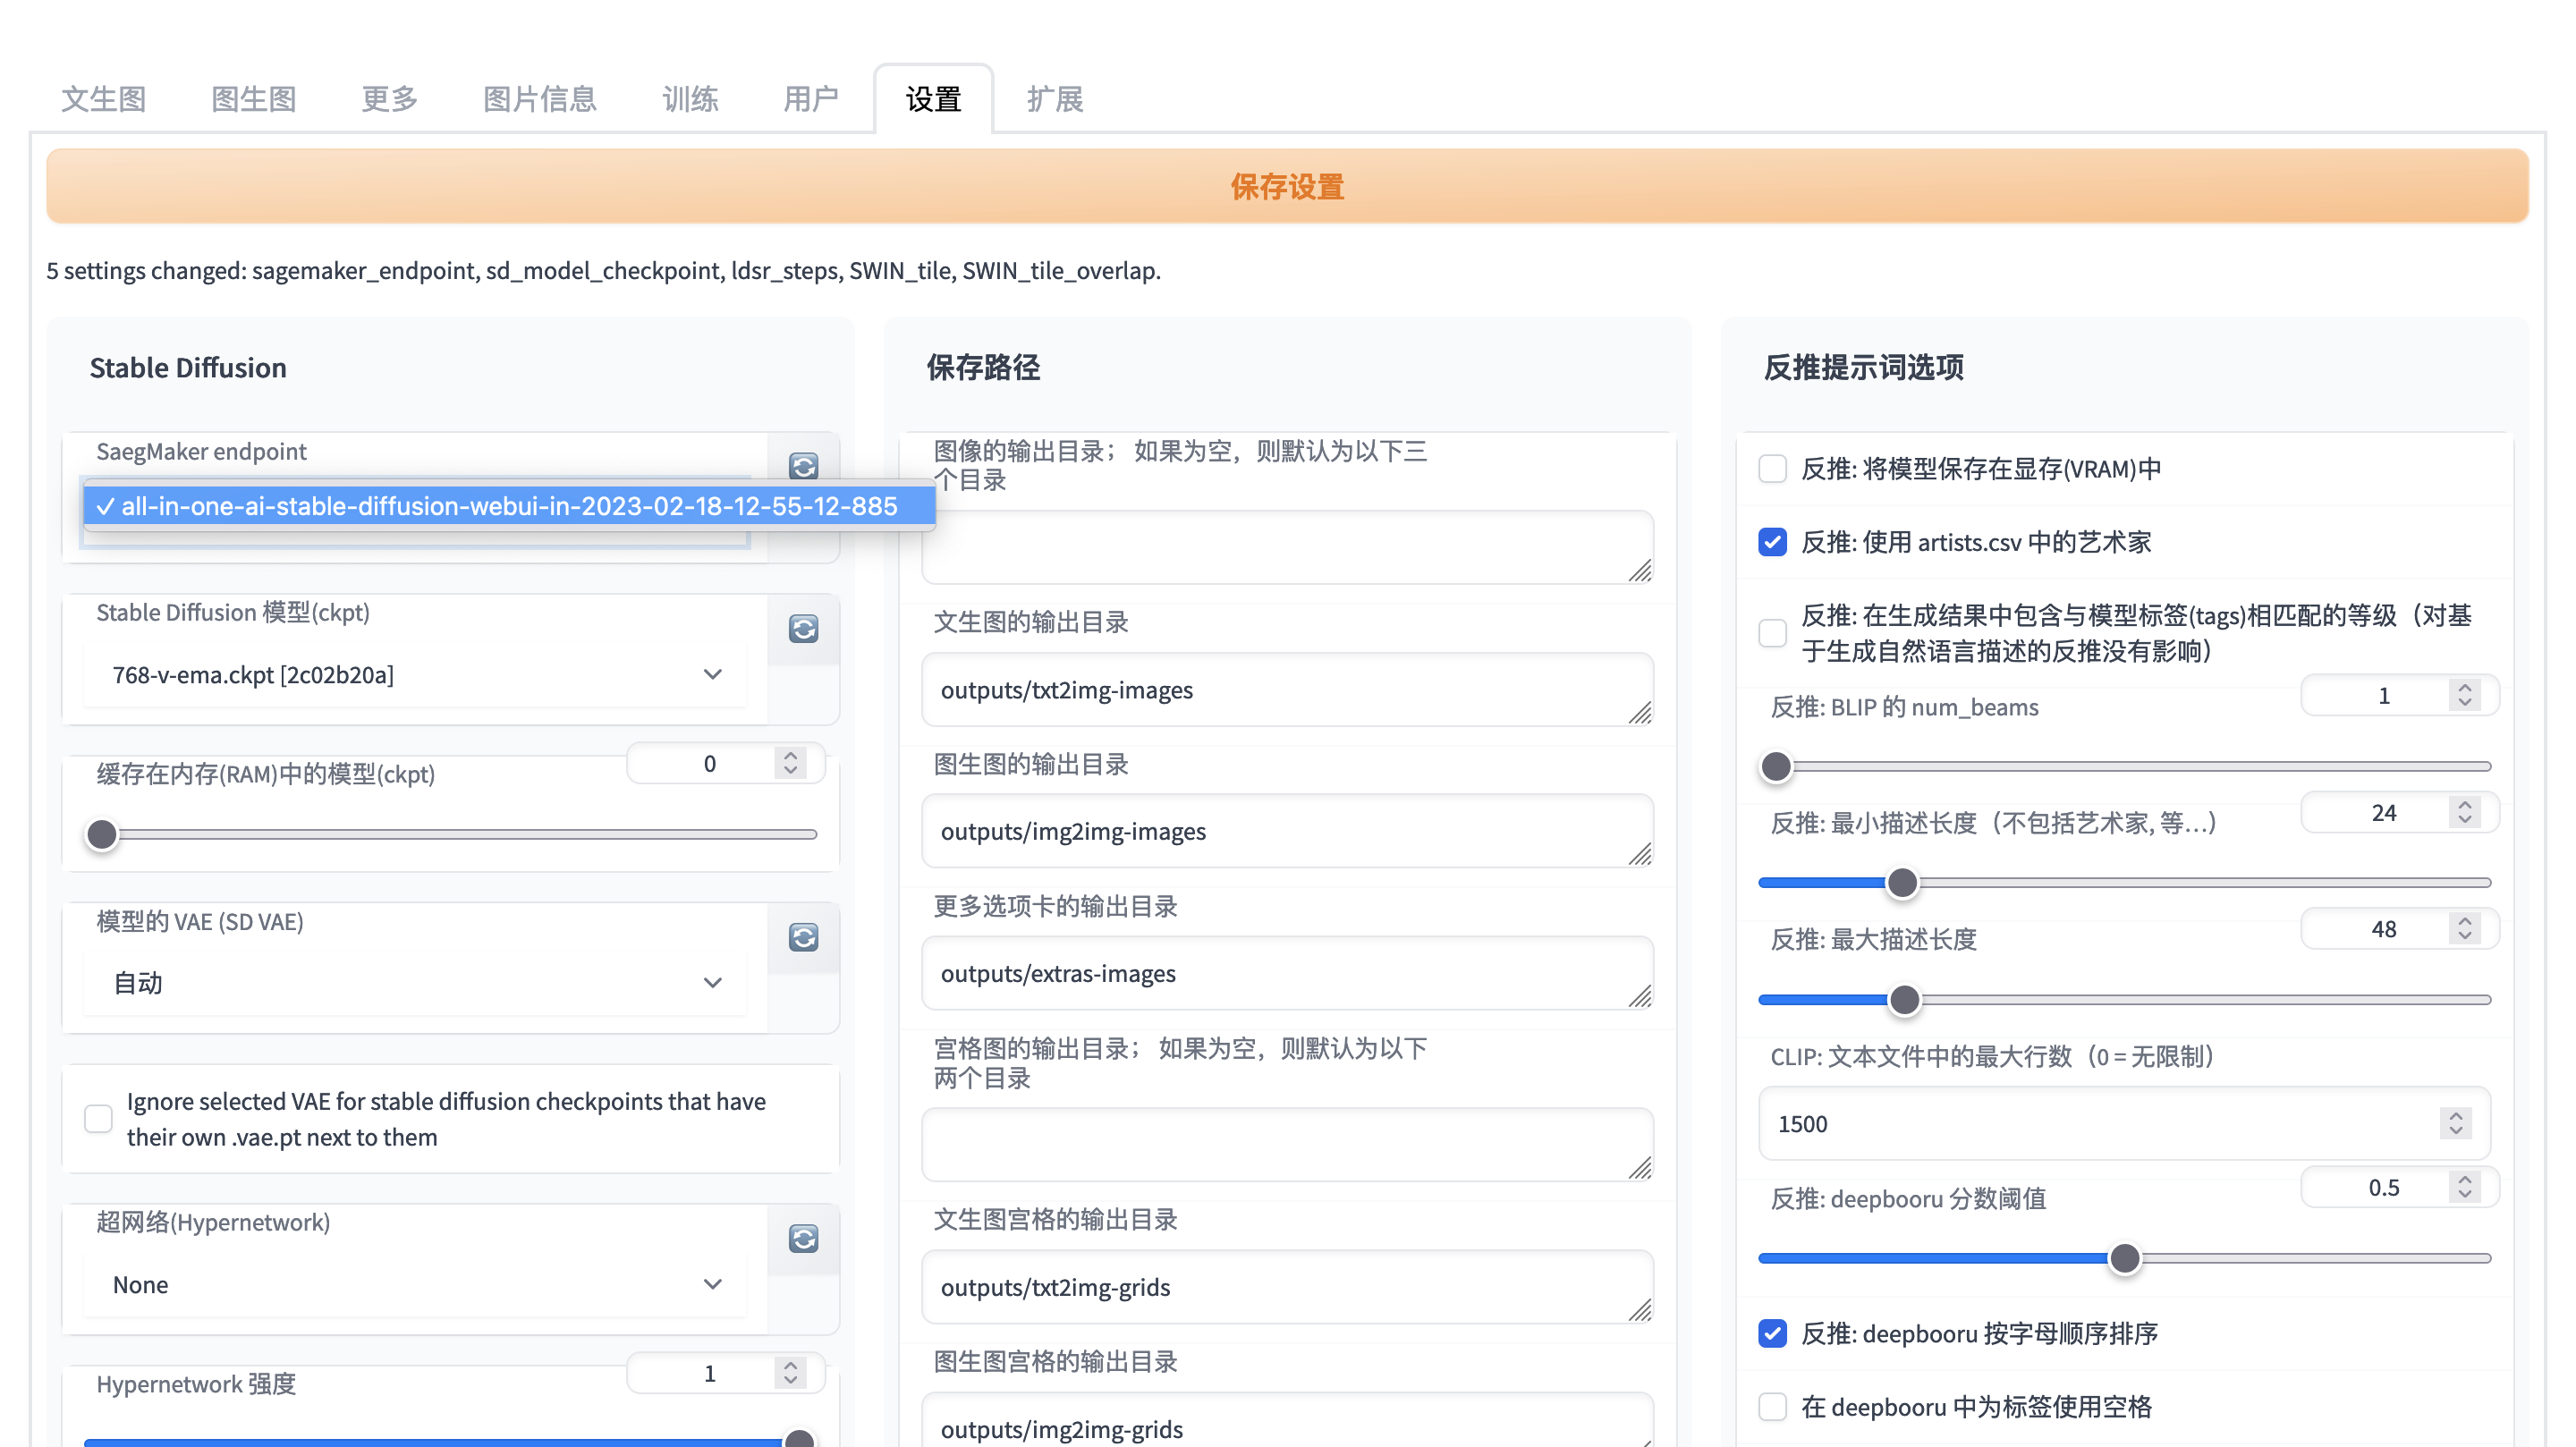 文生图 图生图 更多 图片信息 训练 用户 设置 扩展
保存设置
5 settings changed: sagemaker_endpoint, sd_model_checkpoint, ldsr_steps, SWIN_tile, SWIN_tile_overlap.
Stable Diffusion
SaegMaker endpoint
✓ all-in-one-ai-stable-diffusion-webui-in-2023-02-18-12-55-12-885
Stable Diffusion 模型(ckpt)
768-v-ema.ckpt [2c02b20a]
缓存在内存(RAM)中的模型(ckpt)
0
模型的 VAE (SD VAE)
自动
Ignore selected VAE for stable diffusion checkpoints that have
their own .vae.pt next to them
超网络(Hypernetwork)
None
Hypernetwork 强度
1
保存路径
图像的输出目录； 如果为空，则默认为以下三
个目录
文生图的输出目录
outputs/txt2img-images
图生图的输出目录
outputs/img2img-images
更多选项卡的输出目录
outputs/extras-images
宫格图的输出目录； 如果为空，则默认为以下
两个目录
文生图宫格的输出目录
outputs/txt2img-grids
图生图宫格的输出目录
outputs/img2img-grids
反推提示词选项
反推: 将模型保存在显存(VRAM)中
反推: 使用 artists.csv 中的艺术家
反推: 在生成结果中包含与模型标签(tags)相匹配的等级（对基
于生成自然语言描述的反推没有影响）
反推: BLIP 的 num_beams
1
反推: 最小描述长度（不包括艺术家, 等…）
24
反推: 最大描述长度
48
CLIP: 文本文件中的最大行数（0 = 无限制）
1500
反推: deepbooru 分数阈值
0.5
反推: deepbooru 按字母顺序排序
在 deepbooru 中为标签使用空格